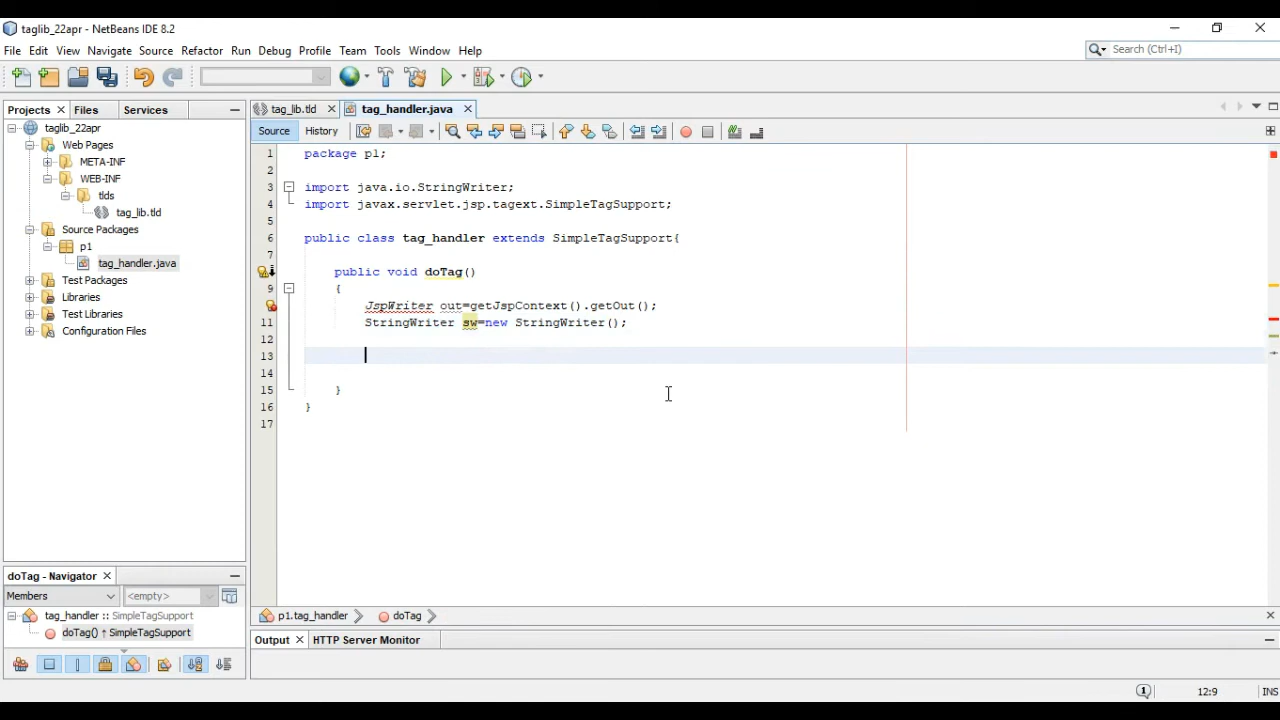 taglib_22apr - NetBeans IDE 8.2
File Edit View Navigate Source Refactor Run Debug Profile Team Tools Window Help
Search (Ctrl+I)
Projects Files Services
tag_lib.tld tag_handler.java
Source History
taglib_22apr
Web Pages
META-INF
WEB-INF
tlds
tag_lib.tld
Source Packages
p1
tag_handler.java
Test Packages
Libraries
Test Libraries
Configuration Files
1 package p1;
2
3 import java.io.StringWriter;
4 import javax.servlet.jsp.tagext.SimpleTagSupport;
5
6 public class tag_handler extends SimpleTagSupport{
7
public void doTag()
9 {
JspWriter out=getJspContext().getOut();
11 StringWriter sw=new StringWriter();
12
13
14
15 }
16 }
17
doTag - Navigator
Members <empty>
tag_handler :: SimpleTagSupport
doTag() ↑ SimpleTagSupport
p1.tag_handler doTag
Output HTTP Server Monitor
1 12:9 INS